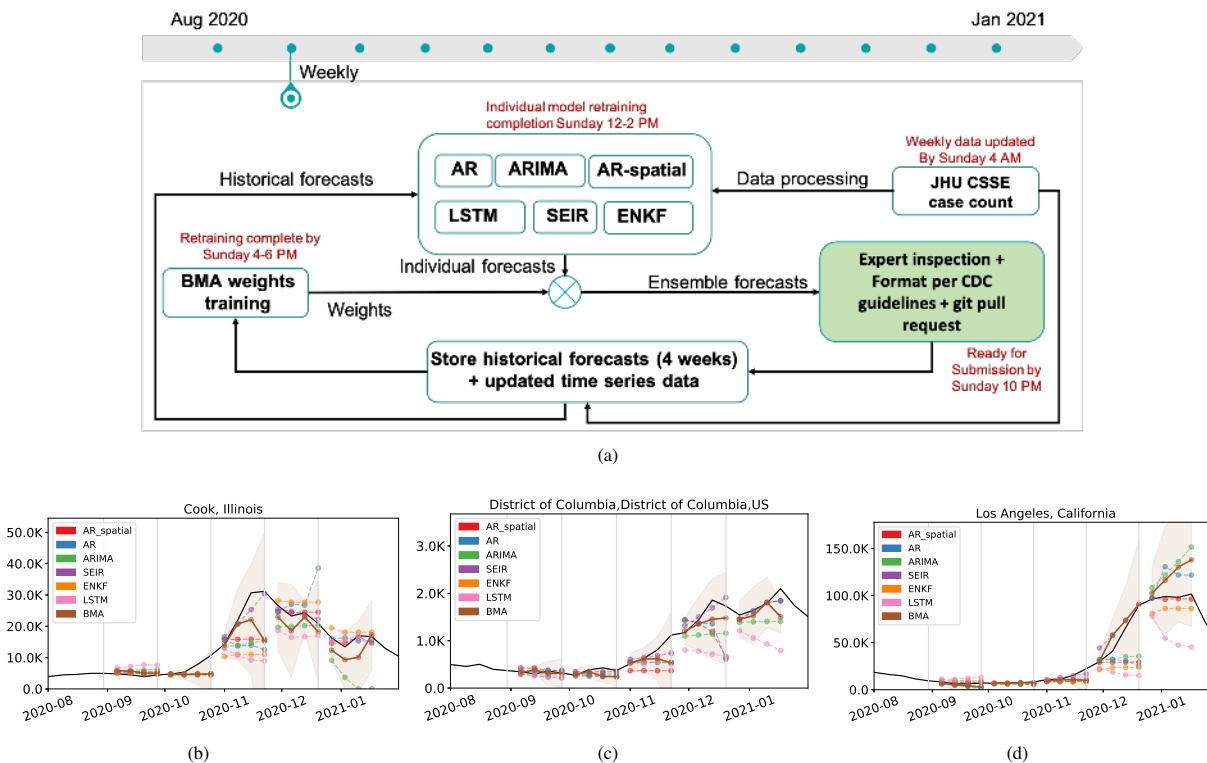 Aug 2020
Jan 2021
Weekly
Individual model retraining
completion Sunday 12-2 PM
Weekly data updated
By Sunday 4 AM
AR
ARIMA
AR-spatial
LSTM
SEIR
ENKF
Historical forecasts
Data processing
JHU CSSE
case count
Retraining complete by
Sunday 4-6 PM
BMA weights
training
Individual forecasts
Weights
Ensemble forecasts
Expert inspection +
Format per CDC
guidelines + git pull
request
Ready for
Submission by
Sunday 10 PM
Store historical forecasts (4 weeks)
+ updated time series data
(a)
Cook, Illinois
50.0K
40.0K
30.0K
20.0K
10.0K
0.0
AR_spatial
AR
ARIMA
SEIR
ENKF
LSTM
BMA
2020-08
2020-09
2020-10
2020-11
2020-12
2021-01
(b)
District of Columbia,District of Columbia,US
3.0K
2.0K
1.0K
0.0
AR_spatial
AR
ARIMA
SEIR
ENKF
LSTM
BMA
2020-08
2020-09
2020-10
2020-11
2020-12
2021-01
(c)
Los Angeles, California
150.0K
100.0K
50.0K
0.0
AR_spatial
AR
ARIMA
SEIR
ENKF
LSTM
BMA
2020-08
2020-09
2020-10
2020-11
2020-12
2021-01
(d)